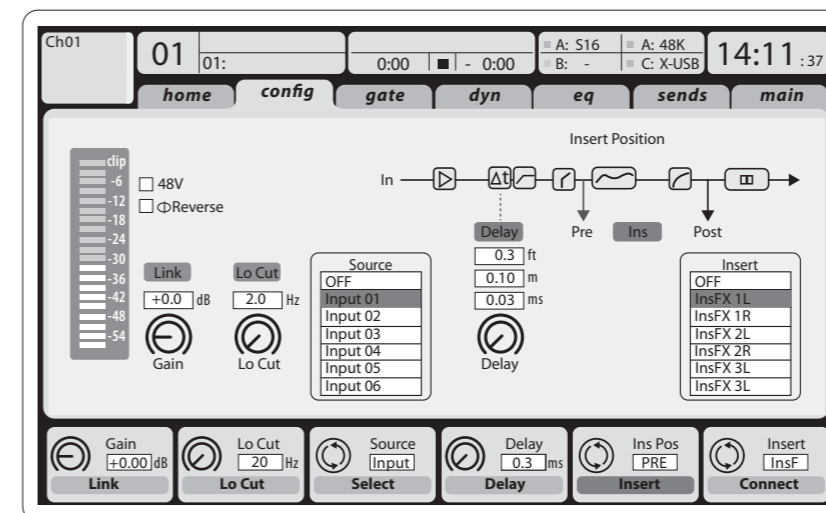 Ch01
01
01:
0:00
- 0:00
A: S16
B: -
A: 48K
C: X-USB
14:11 :37
home
config
gate
dyn
eq
sends
main
clip
-6
-12
-18
-24
-30
-36
-42
-48
-54
48V
ΦReverse
Link
+0.0 dB
Gain
Lo Cut
2.0 Hz
Lo Cut
Source
OFF
Input 01
Input 02
Input 03
Input 04
Input 05
Input 06
Insert Position
In
Δt
Pre
Ins
Post
Delay
0.3 ft
0.10 m
0.03 ms
Delay
Insert
OFF
InsFX 1L
InsFX 1R
InsFX 2L
InsFX 2R
InsFX 3L
InsFX 3L
Gain
+0.00 dB
Link
Lo Cut
20 Hz
Lo Cut
Source
Input
Select
Delay
0.3 ms
Delay
Ins Pos
PRE
Insert
Insert
InsF
Connect